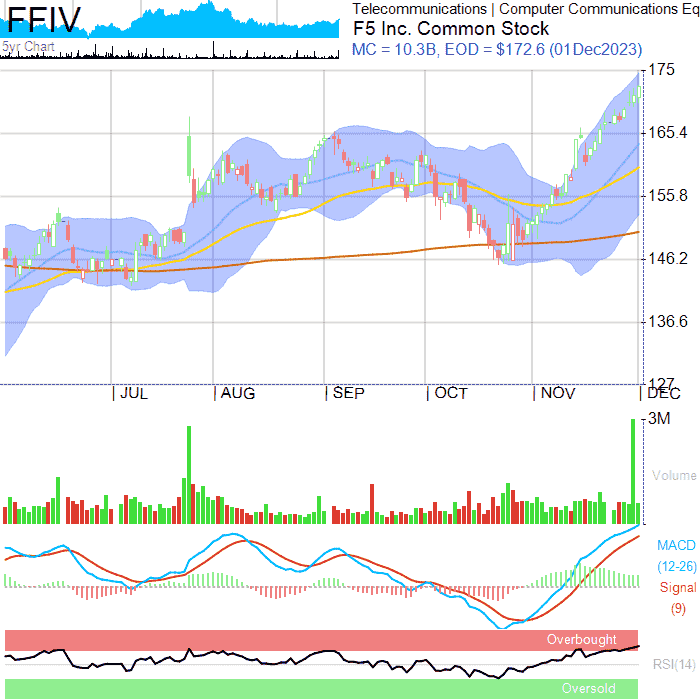 FFIV
5yr Chart
Telecommunications | Computer Communications Eq
F5 Inc. Common Stock
MC = 10.3B, EOD = $172.6 (01Dec2023)
175
165.4
155.8
146.2
136.6
127
JUL
AUG
SEP
OCT
NOV
DEC
3M
Volume
MACD
(12-26)
Signal
(9)
Overbought
RSI(14)
Oversold